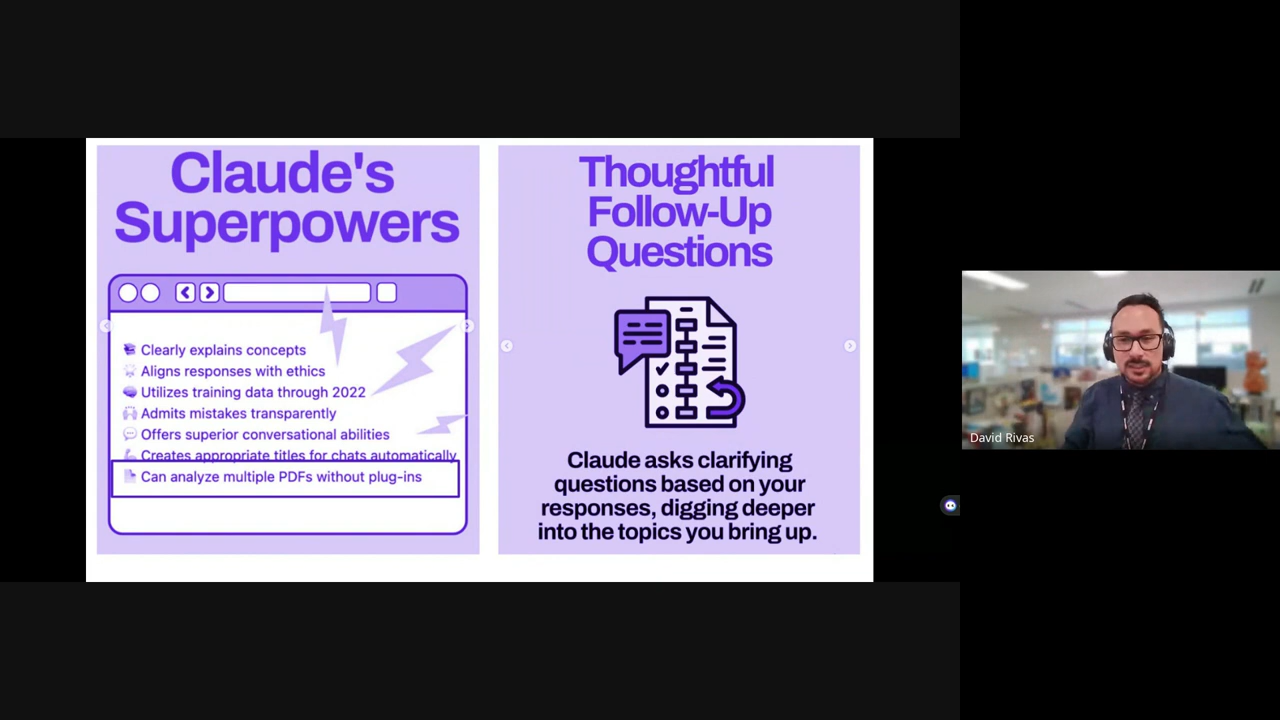 Claude's
Superpowers
Clearly explains concepts
Aligns responses with ethics
Utilizes training data through 2022
Admits mistakes transparently
Offers superior conversational abilities
Creates appropriate titles for chats automatically
Can analyze multiple PDFs without plug-ins
Thoughtful
Follow-Up
Questions
Claude asks clarifying
questions based on your
responses, digging deeper
into the topics you bring up.
David Rivas